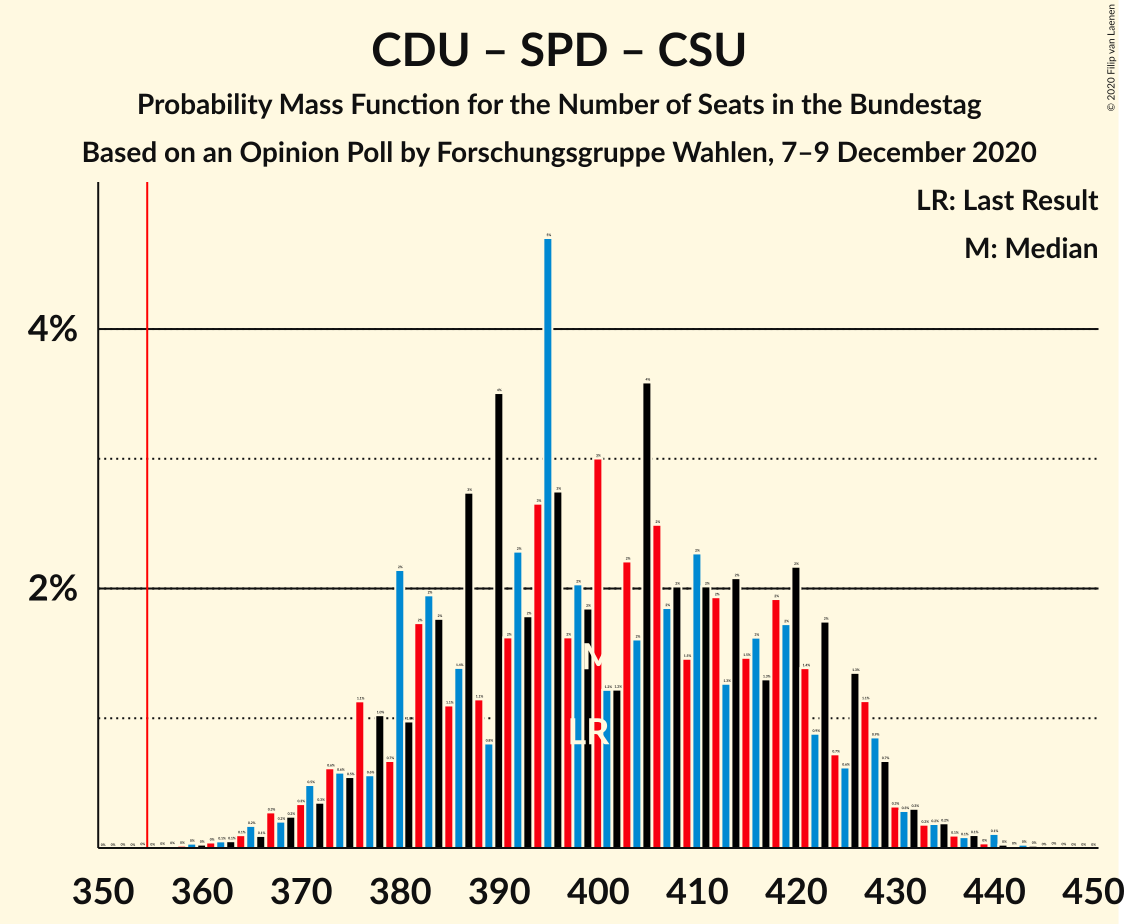 CDU – SPD – CSU
Probability Mass Function for the Number of Seats in the Bundestag
Based on an Opinion Poll by Forschungsgruppe Wahlen, 7–9 December 2020
© 2020 Filip van Laenen
LR: Last Result
M: Median
4%
2%
M
LR
350 360 370 380 390 400 410 420 430 440 450